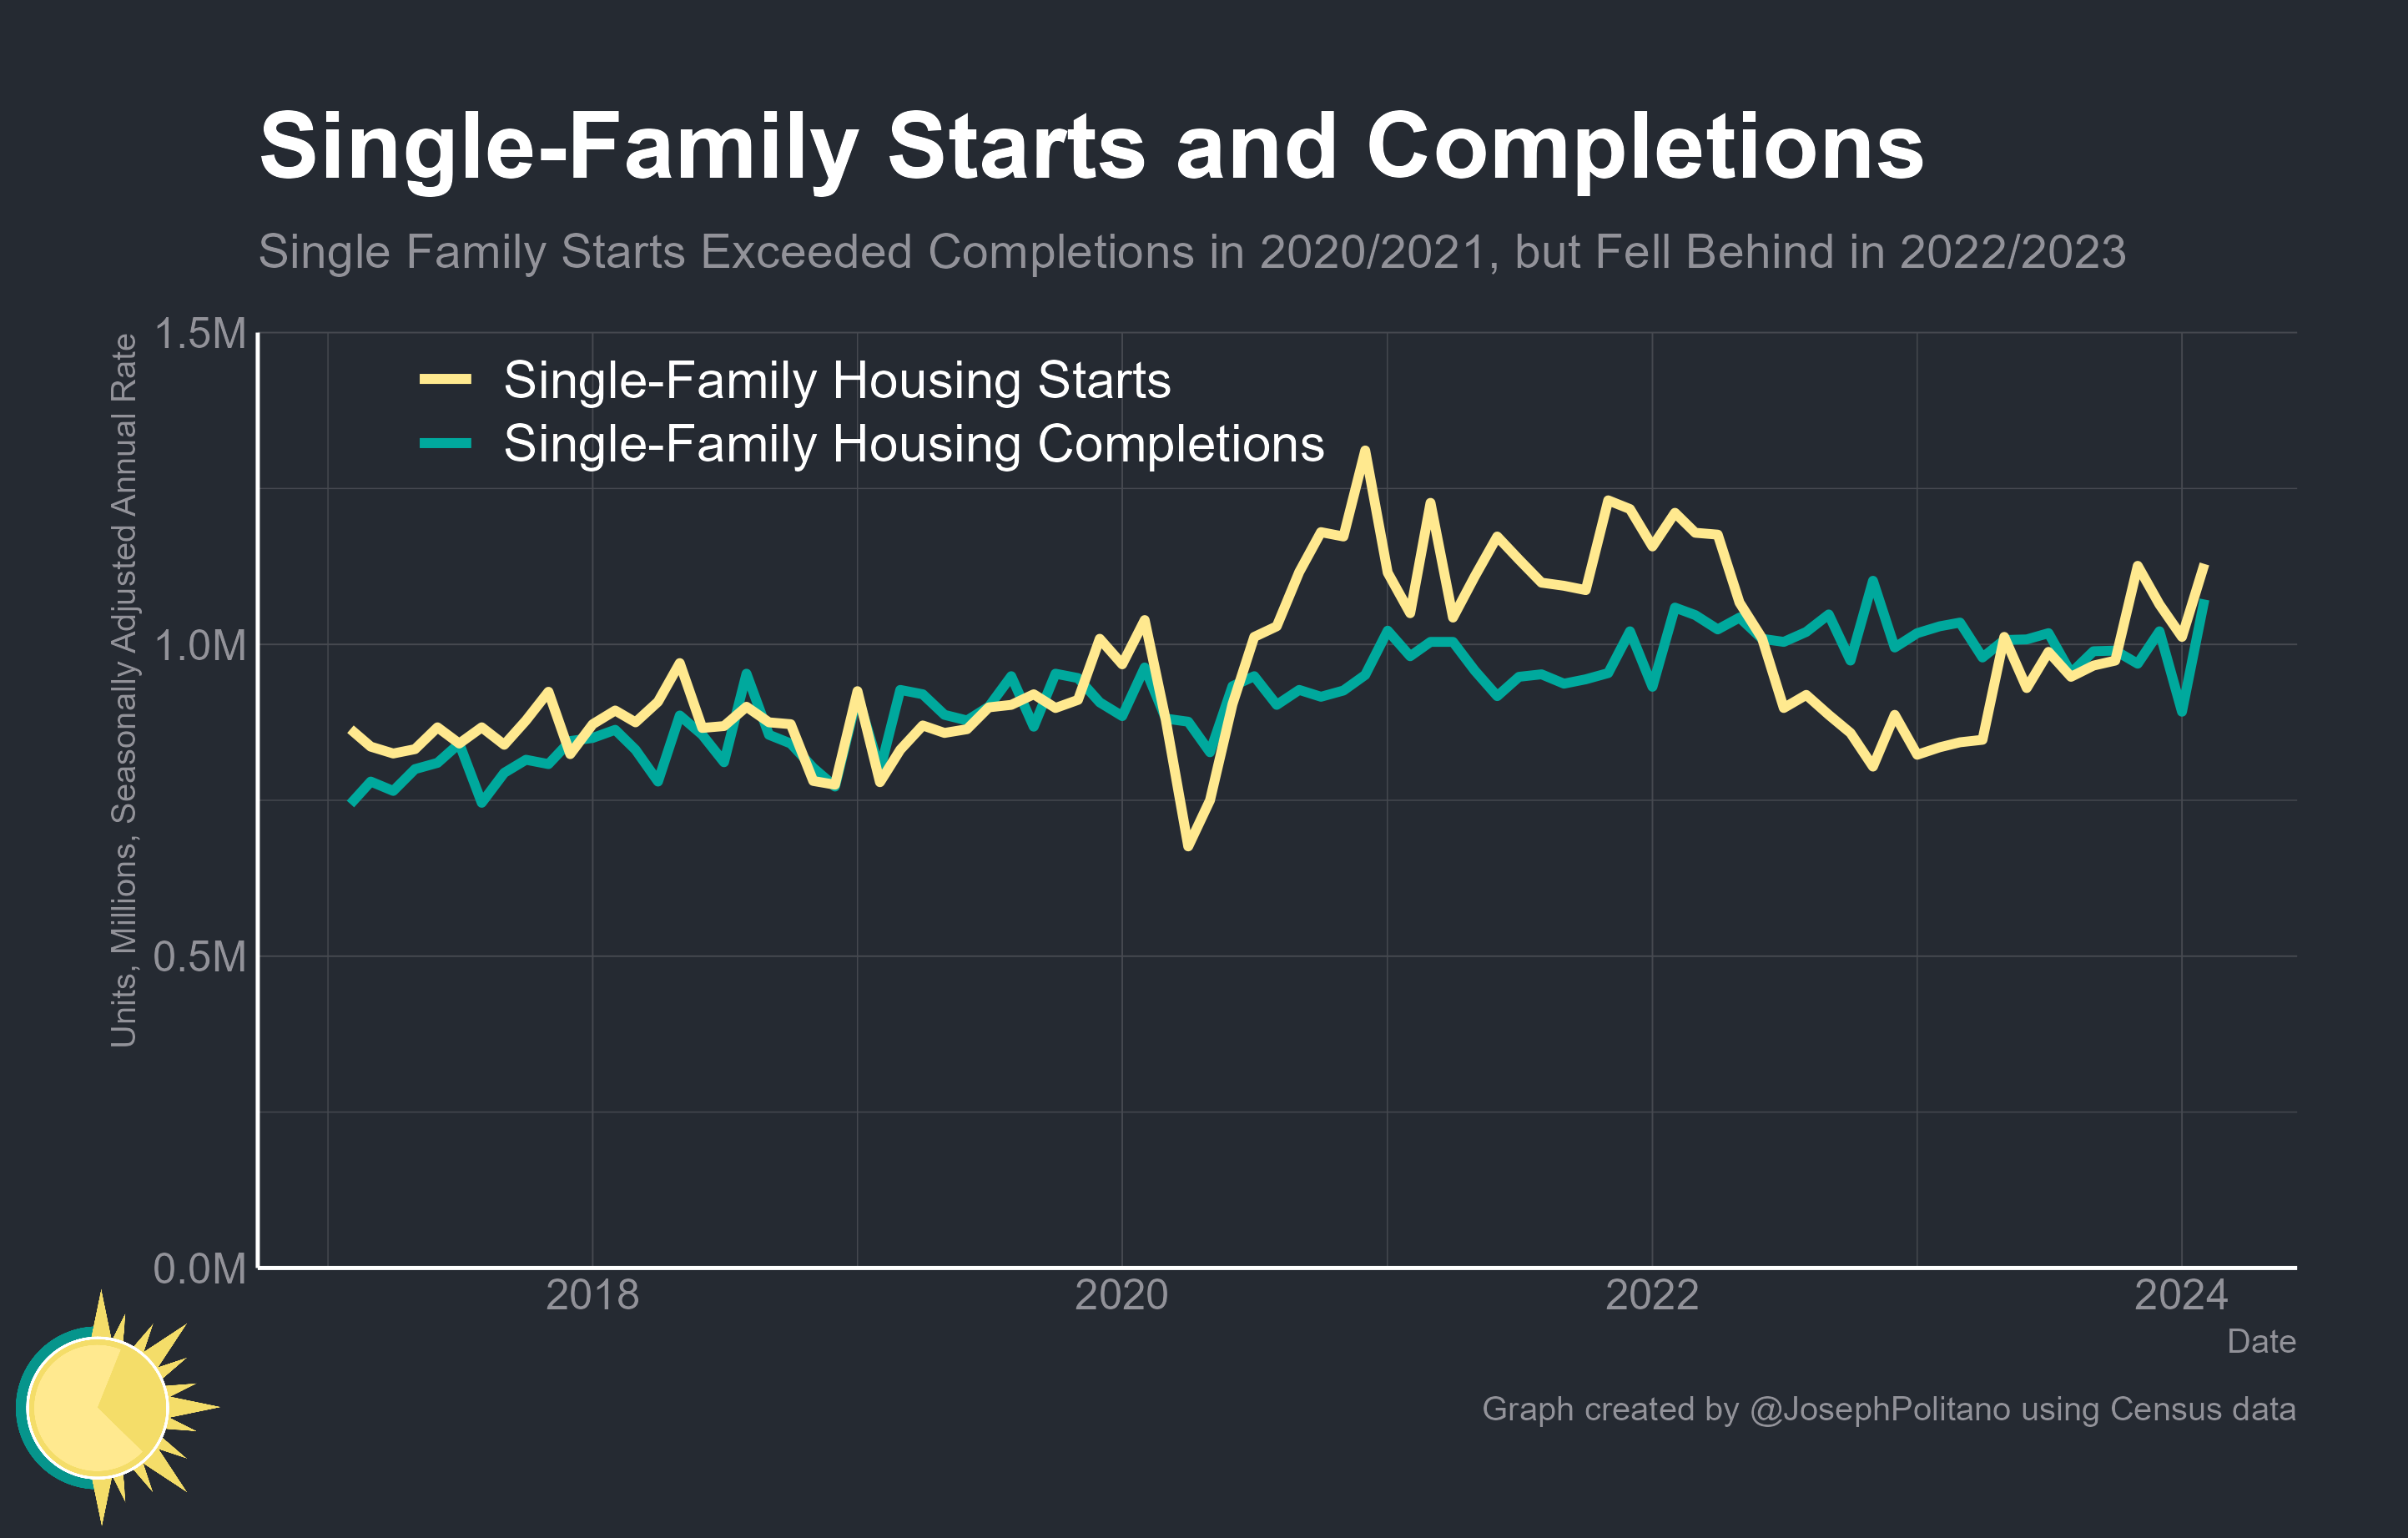 Single-Family Starts and Completions
Single Family Starts Exceeded Completions in 2020/2021, but Fell Behind in 2022/2023
Units, Millions, Seasonally Adjusted Annual Rate
1.5M
1.0M
0.5M
0.0M
Single-Family Housing Starts
Single-Family Housing Completions
2018 2020 2022 2024
Date
Graph created by @JosephPolitano using Census data